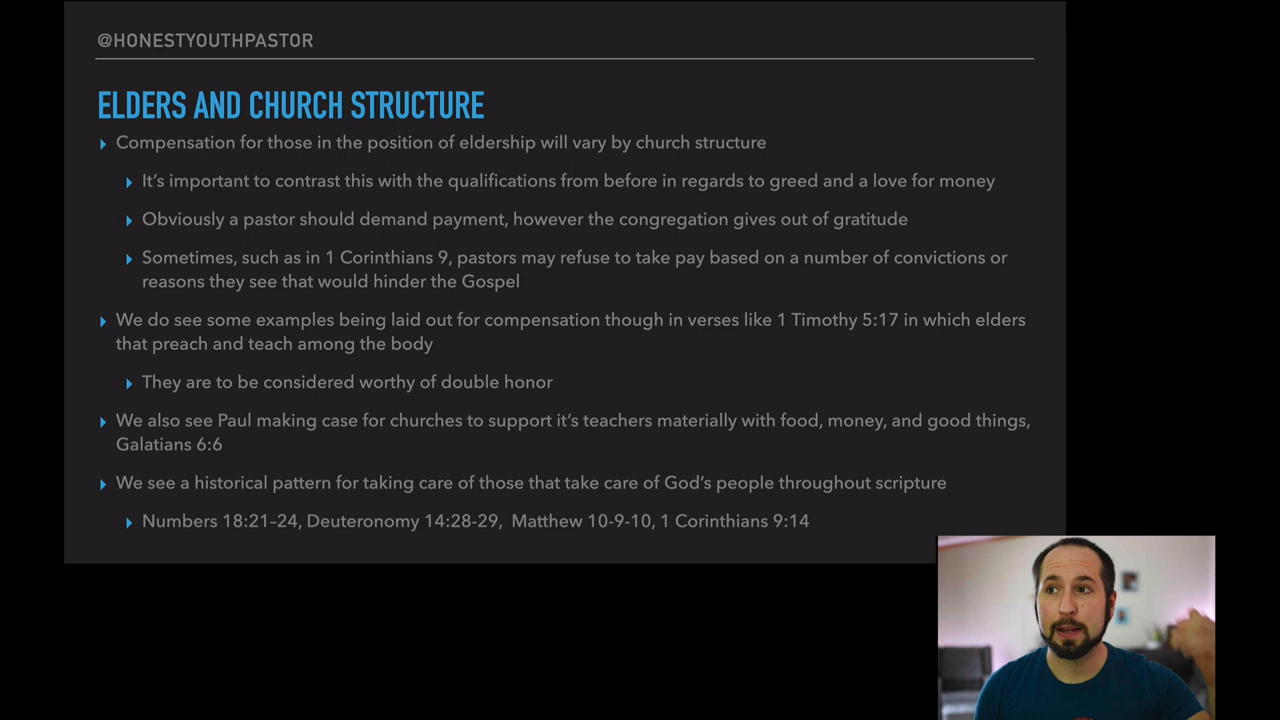 @HONESTYOUTHPASTOR
ELDERS AND CHURCH STRUCTURE
Compensation for those in the position of eldership will vary by church structure
It's important to contrast this with the qualifications from before in regards to greed and a love for money
Obviously a pastor should demand payment, however the congregation gives out of gratitude
Sometimes, such as in 1 Corinthians 9, pastors may refuse to take pay based on a number of convictions or
reasons they see that would hinder the Gospel
We do see some examples being laid out for compensation though in verses like 1 Timothy 5:17 in which elders
that preach and teach among the body
They are to be considered worthy of double honor
We also see Paul making case for churches to support it's teachers materially with food, money, and good things,
Galatians 6:6
We see a historical pattern for taking care of those that take care of God's people throughout scripture
Numbers 18:21–24, Deuteronomy 14:28-29, Matthew 10-9-10, 1 Corinthians 9:14